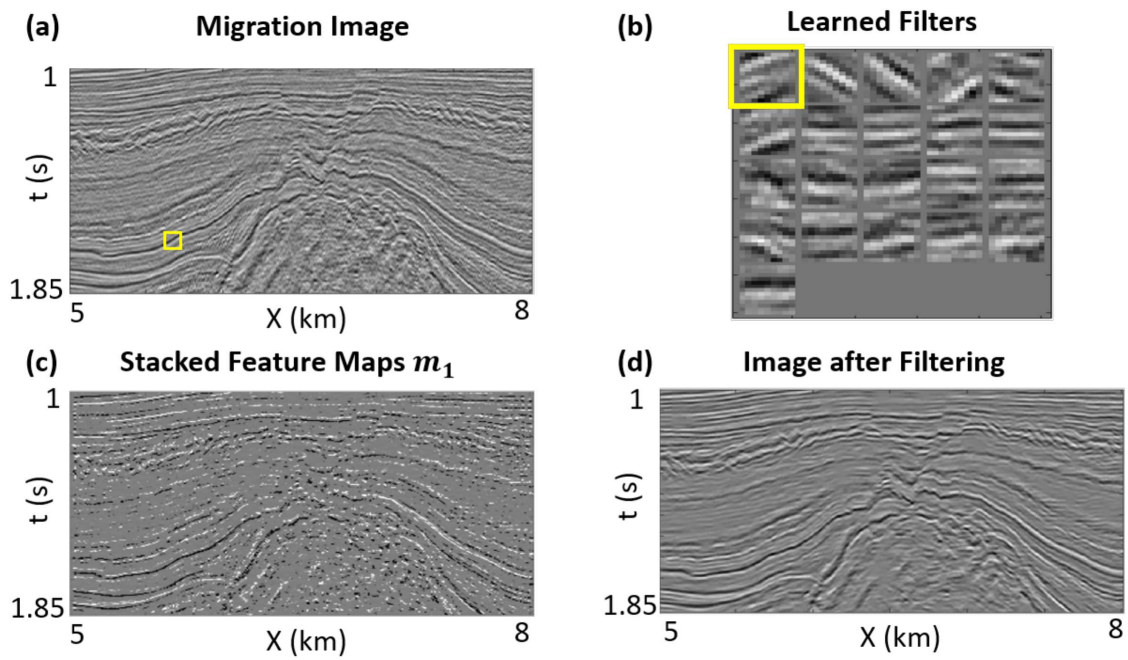 (a) Migration Image
1
t (s)
1.85
5
X (km)
8
(b) Learned Filters
(c) Stacked Feature Maps m₁
1
t (s)
1.85
5
X (km)
8
(d) Image after Filtering
1
t (s)
1.85
5
X (km)
8